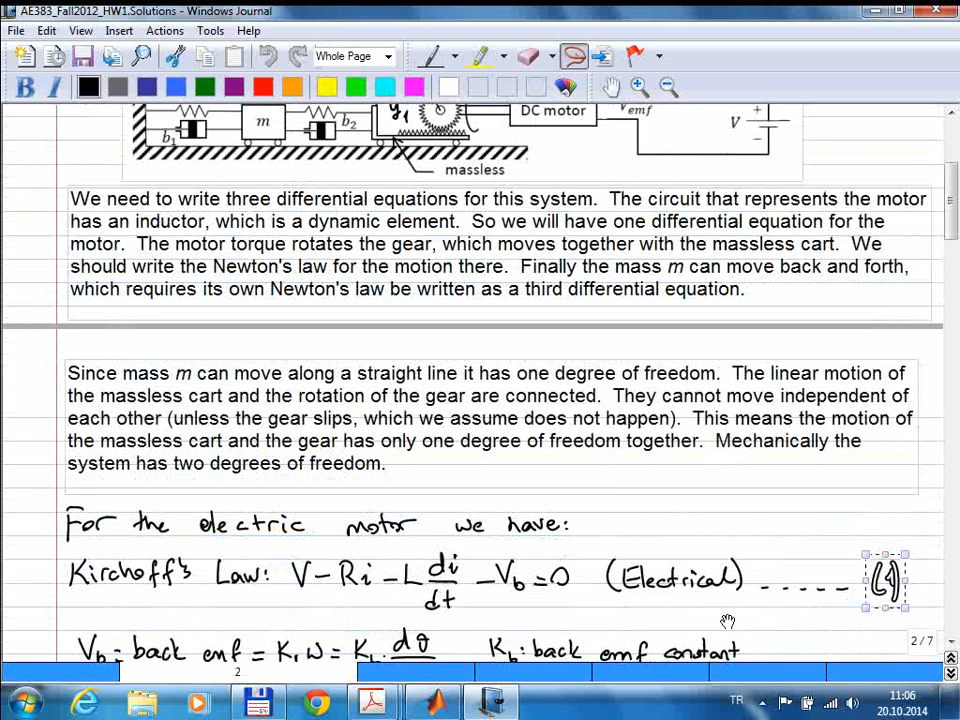 AE383_Fall2012_HW1.Solutions - Windows Journal
File Edit View Insert Actions Tools Help
Whole Page
B I
b1 m b2 y1 DC motor Vemf V + −
massless
We need to write three differential equations for this system. The circuit that represents the motor
has an inductor, which is a dynamic element. So we will have one differential equation for the
motor. The motor torque rotates the gear, which moves together with the massless cart. We
should write the Newton's law for the motion there. Finally the mass m can move back and forth,
which requires its own Newton's law be written as a third differential equation.
Since mass m can move along a straight line it has one degree of freedom. The linear motion of
the massless cart and the rotation of the gear are connected. They cannot move independent of
each other (unless the gear slips, which we assume does not happen). This means the motion of
the massless cart and the gear has only one degree of freedom together. Mechanically the
system has two degrees of freedom.
For the electric motor we have:
Kirchoff's Law: V - Ri - L di/dt - Vb = 0 (Electrical) ..... (1)
Vb = back emf = Kb ω = Kb . dθ Kb: back emf constant
2 / 7
2
TR 11:06
20.10.2014